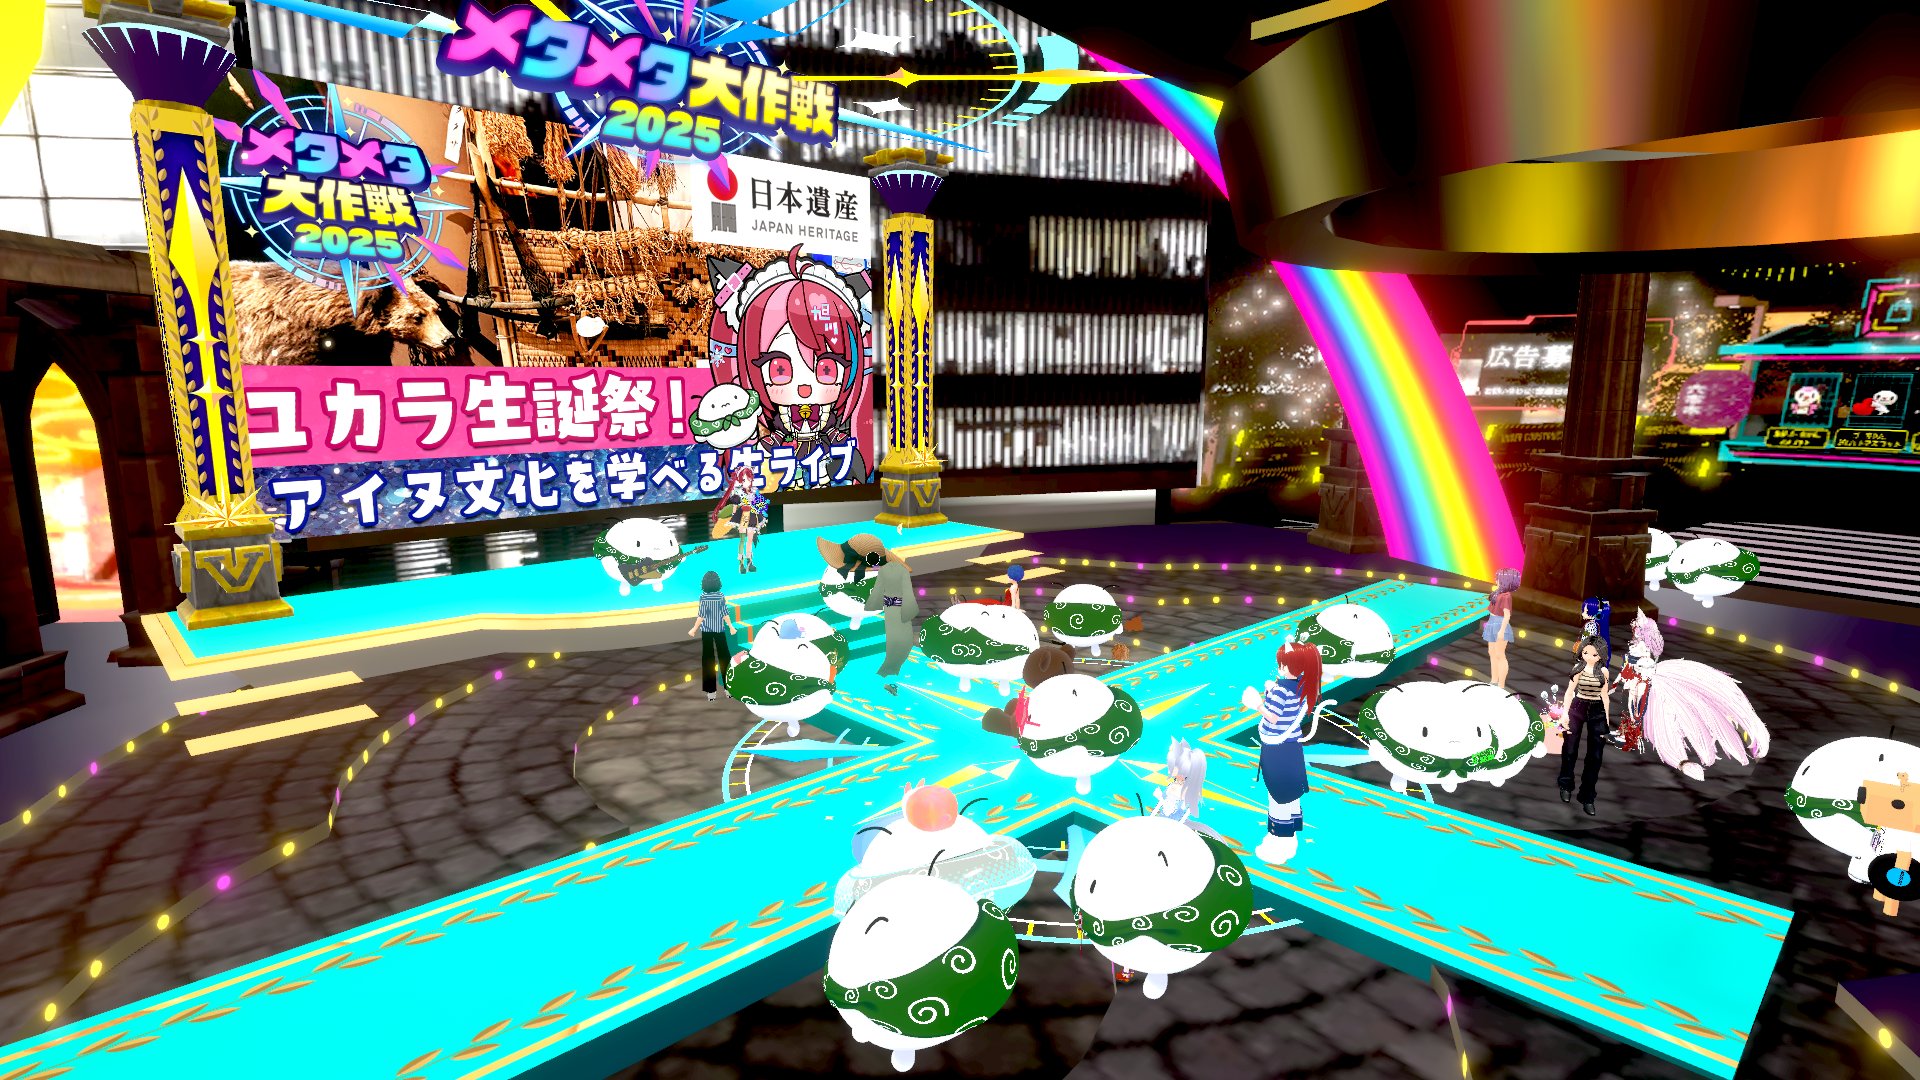 メタメタ大作戦
2025
メタメタ
大作戦
2025
日本遺産
JAPAN HERITAGE
旭川
ユカラ生誕祭！
アイヌ文化を学べる生ライブ
広告募